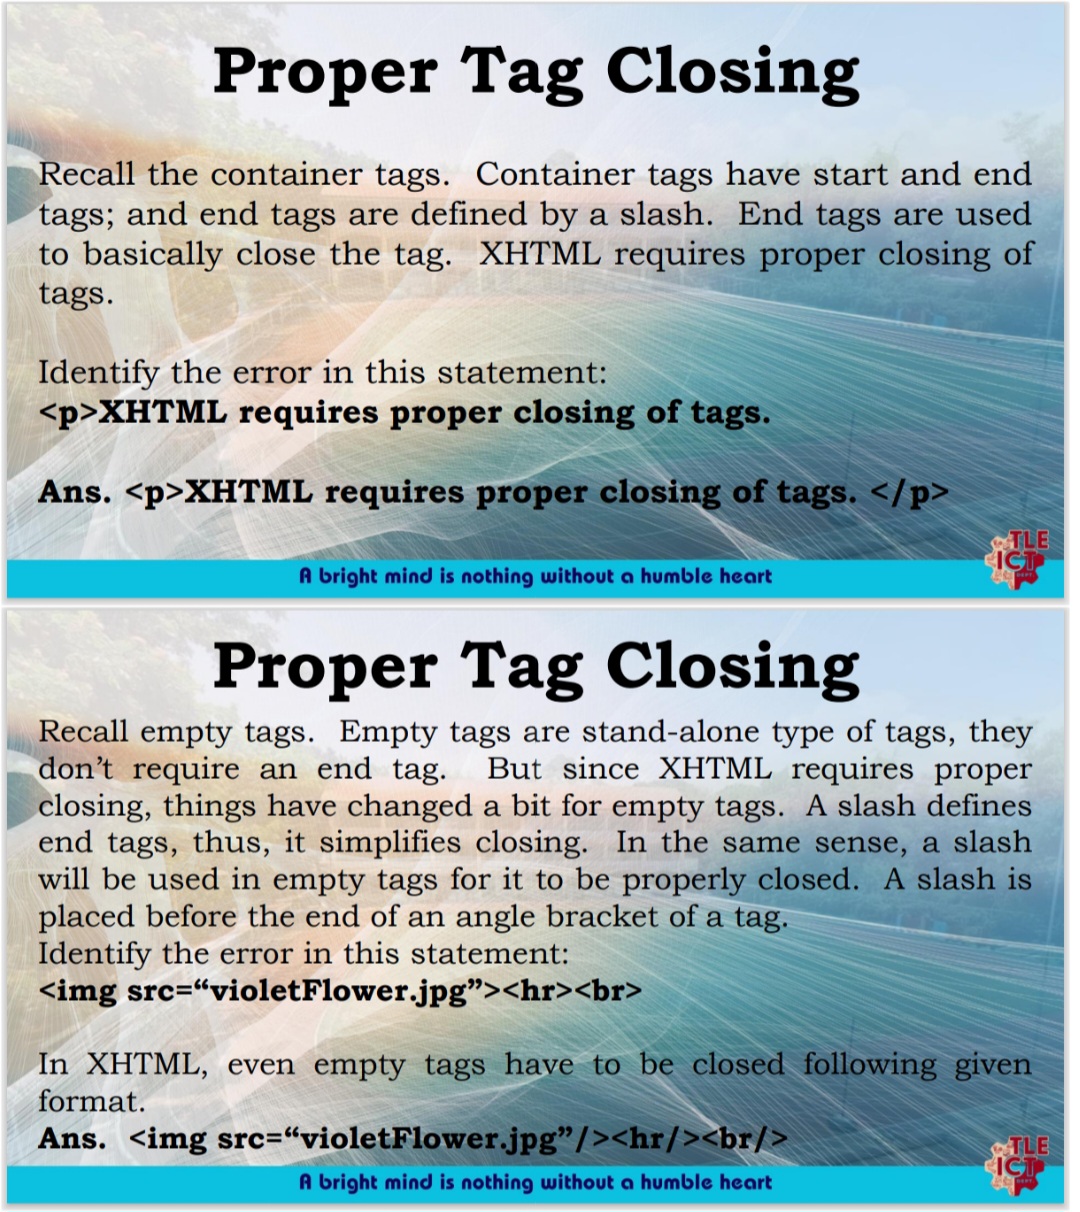 Proper Tag Closing
Recall the container tags. Container tags have start and end
tags; and end tags are defined by a slash. End tags are used
to basically close the tag. XHTML requires proper closing of
tags.
Identify the error in this statement:
<p>XHTML requires proper closing of tags.
Ans. <p>XHTML requires proper closing of tags. </p>
TLE
ICT
DEPT.
A bright mind is nothing without a humble heart
Proper Tag Closing
Recall empty tags. Empty tags are stand-alone type of tags, they
don’t require an end tag. But since XHTML requires proper
closing, things have changed a bit for empty tags. A slash defines
end tags, thus, it simplifies closing. In the same sense, a slash
will be used in empty tags for it to be properly closed. A slash is
placed before the end of an angle bracket of a tag.
Identify the error in this statement:
<img src=“violetFlower.jpg”><hr><br>
In XHTML, even empty tags have to be closed following given
format.
Ans. <img src=“violetFlower.jpg”/><hr/><br/>
TLE
ICT
DEPT.
A bright mind is nothing without a humble heart